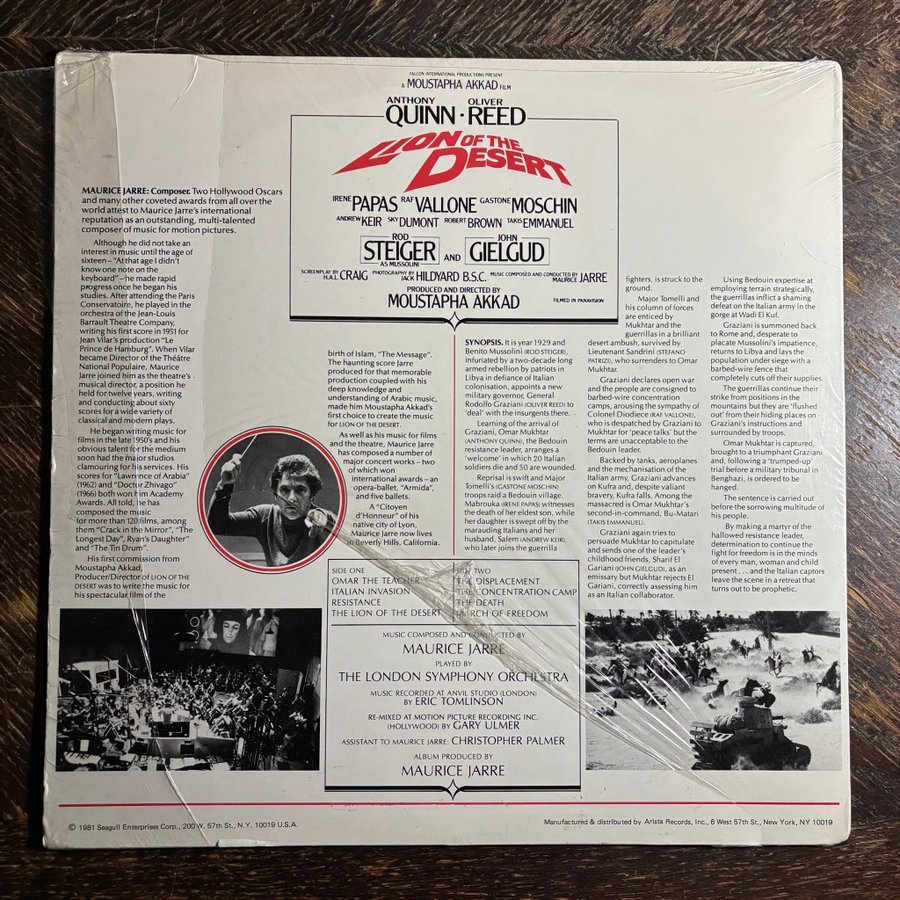 FALCON INTERNATIONAL PRODUCTIONS PRESENT
A MOUSTAPHA AKKAD FILM
ANTHONY OLIVER
QUINN · REED
LION OF THE
DESERT
IRENE PAPAS RAF VALLONE GASTONE MOSCHIN
ANDREW KEIR SKY DUMONT ROBERT BROWN TAKIS EMMANUEL
ROD JOHN
STEIGER AND GIELGUD
AS MUSSOLINI
SCREENPLAY BY H.A.L. CRAIG PHOTOGRAPHY BY JACK HILDYARD B.S.C. MUSIC COMPOSED AND CONDUCTED BY MAURICE JARRE
PRODUCED AND DIRECTED BY
MOUSTAPHA AKKAD
FILMED IN PANAVISION
MAURICE JARRE: Composer. Two Hollywood Oscars
and many other coveted awards from all over the
world attest to Maurice Jarre's international
reputation as an outstanding, multi-talented
composer of music for motion pictures.
Although he did not take an
interest in music until the age of
sixteen–"At that age I didn't
know one note on the
keyboard"–he made rapid
progress once he began his
studies. After attending the Paris
Conservatoire, he played in the
orchestra of the Jean-Louis
Barrault Theatre Company,
writing his first score in 1951 for
Jean Vilar's production "Le
Prince de Hamburg". When Vilar
became Director of the Théâtre
National Populaire, Maurice
Jarre joined him as the theatre's
musical director, a position he
held for twelve years, writing
and conducting about sixty
scores for a wide variety of
classical and modern plays.
He began writing music for
films in the late 1950's and his
obvious talent for the medium
soon had the major studios
clamouring for his services. His
scores for "Lawrence of Arabia"
(1962) and "Doctor Zhivago"
(1966) both won him Academy
Awards. All told, he has
composed the music
for more than 120 films, among
them "Crack in the Mirror", "The
Longest Day", Ryan's Daughter"
and "The Tin Drum".
His first commission from
Moustapha Akkad,
Producer/Director of LION OF THE
DESERT was to write the music for
his spectacular film of the
birth of Islam, "The Message".
The haunting score Jarre
produced for that memorable
production coupled with his
deep knowledge and
understanding of Arabic music,
made him Moustapha Akkad's
first choice to create the music
for LION OF THE DESERT.
As well as his music for films
and the theatre, Maurice Jarre
has composed a number of
major concert works – two
of which won
international awards – an
opera-ballet, "Armida",
and five ballets.
A "Citoyen
d'Honneur" of his
native city of Lyon,
Maurice Jarre now lives
in Beverly Hills, California.
SYNOPSIS. It is year 1929 and
Benito Mussolini (ROD STEIGER),
infuriated by a two-decade long
armed rebellion by patriots in
Libya in defiance of Italian
colonisation, appoints a new
military governor, General
Rodolfo Graziani (OLIVER REED) to
'deal' with the insurgents there.
Learning of the arrival of
Graziani, Omar Mukhtar
(ANTHONY QUINN), the Bedouin
resistance leader, arranges a
'welcome' in which 20 Italian
soldiers die and 50 are wounded.
Reprisal is swift and Major
Tomelli's (GASTONE MOSCHIN)
troops raid a Bedouin village.
Mabrouka (IRENE PAPAS) witnesses
the death of her eldest son, while
her daughter is swept off by the
marauding Italians and her
husband, Salem (ANDREW KEIR),
who later joins the guerrilla
fighters, is struck to the
ground.
Major Tomelli and
his column of forces
are enticed by
Mukhtar and the
guerrillas in a brilliant
desert ambush, survived by
Lieutenant Sandrini (STEFANO
PATRIZI), who surrenders to Omar
Mukhtar.
Graziani declares open war
and the people are consigned
to barbed-wire concentration
camps, arousing the sympathy of
Colonel Diodiece (RAF VALLONE),
who is despatched by Graziani to
Mukhtar for 'peace talks' but the
terms are unacceptable to the
Bedouin leader.
Backed by tanks, aeroplanes
and the mechanisation of the
Italian army, Graziani advances
on Kufra and, despite valiant
bravery, Kufra falls. Among the
massacred is Omar Mukhtar's
second-in-command, Bu-Matari
(TAKIS EMMANUEL).
Graziani again tries to
persuade Mukhtar to capitulate
and sends one of the leader's
childhood friends, Sharif El
Gariani (JOHN GIELGUD), as an
emissary but Mukhtar rejects El
Gariani, correctly assessing him
as an Italian collaborator.
Using Bedouin expertise at
employing terrain strategically,
the guerrillas inflict a shaming
defeat on the Italian army in the
gorge at Wadi El Kuf.
Graziani is summoned back
to Rome and, desperate to
placate Mussolini's impatience,
returns to Libya and lays the
population under siege with a
barbed-wire fence that
completely cuts off their supplies.
The guerrillas continue their
strike from positions in the
mountains but they are 'flushed
out' from their hiding places on
Graziani's instructions and
surrounded by troops.
Omar Mukhtar is captured,
brought to a triumphant Graziani
and, following a 'trumped-up'
trial before a military tribunal in
Benghazi, is ordered to be
hanged.
The sentence is carried out
before the sorrowing multitude of
his people.
By making a martyr of the
hallowed resistance leader,
determination to continue the
fight for freedom is in the minds
of every man, woman and child
present . . . and the Italian captors
leave the scene in a retreat that
turns out to be prophetic.
SIDE ONE
OMAR THE TEACHER
ITALIAN INVASION
RESISTANCE
THE LION OF THE DESERT
SIDE TWO
THE DISPLACEMENT
THE CONCENTRATION CAMP
THE DEATH
MARCH OF FREEDOM
MUSIC COMPOSED AND CONDUCTED BY
MAURICE JARRE
PLAYED BY
THE LONDON SYMPHONY ORCHESTRA
MUSIC RECORDED AT ANVIL STUDIO (LONDON)
BY ERIC TOMLINSON
RE-MIXED AT MOTION PICTURE RECORDING INC.
(HOLLYWOOD) BY GARY ULMER
ASSISTANT TO MAURICE JARRE: CHRISTOPHER PALMER
ALBUM PRODUCED BY
MAURICE JARRE
© 1981 Seagull Enterprises Corp., 200 W. 57th St., N.Y. 10019 U.S.A.
Manufactured & distributed by Arista Records, Inc., 6 West 57th St., New York, NY 10019